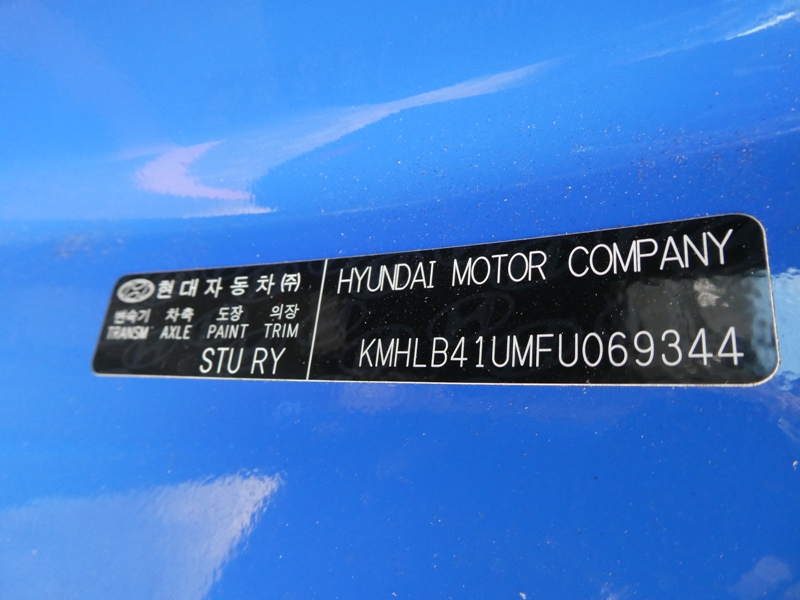 현대자동차㈜
변속기 차축 도장 의장
TRANSM AXLE PAINT TRIM
STU RY
HYUNDAI MOTOR COMPANY
KMHLB41UMFU069344